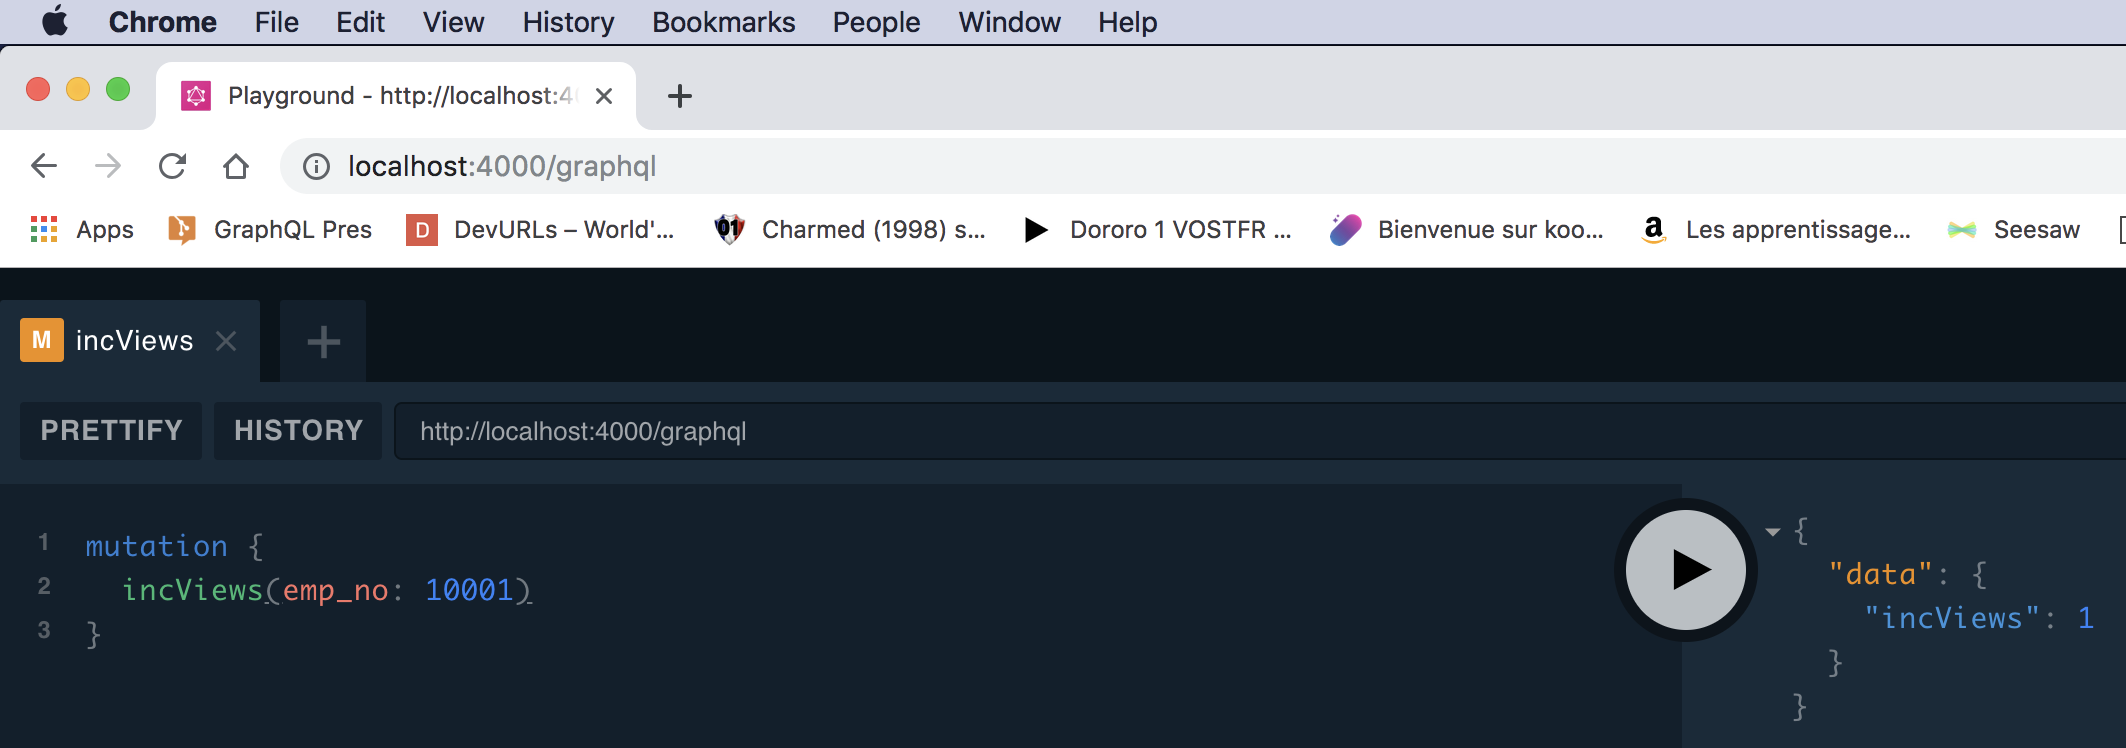 Chrome File Edit View History Bookmarks People Window Help
Playground - http://localhost:4
localhost:4000/graphql
Apps GraphQL Pres D DevURLs – World'... 01 Charmed (1998) s... Dororo 1 VOSTFR ... Bienvenue sur koo... a Les apprentissage... Seesaw
M incViews
PRETTIFY HISTORY http://localhost:4000/graphql
1 mutation {
2 incViews(emp_no: 10001)
3 }
{
"data": {
"incViews": 1
}
}